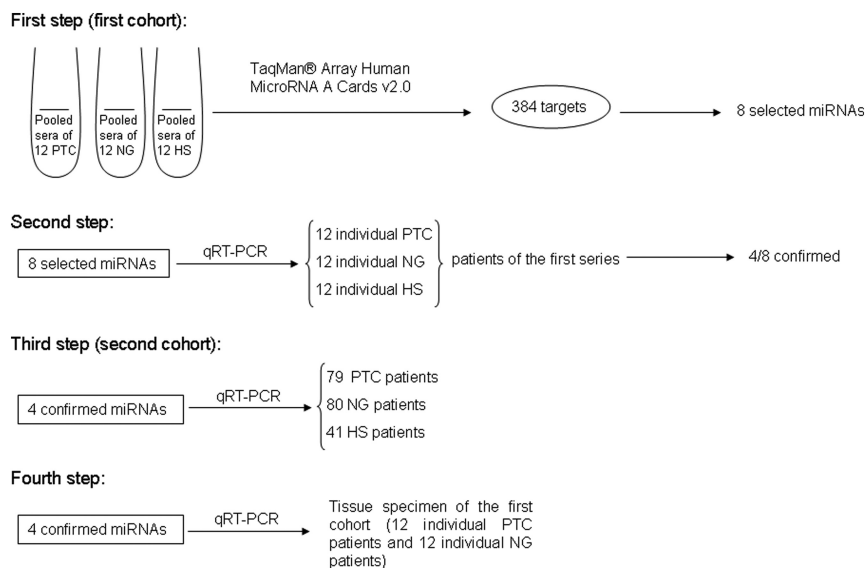 First step (first cohort):
Pooled
sera of
12 PTC
Pooled
sera of
12 NG
Pooled
sera of
12 HS
TaqMan® Array Human
MicroRNA A Cards v2.0
384 targets
8 selected miRNAs
Second step:
8 selected miRNAs
qRT-PCR
12 individual PTC
12 individual NG
12 individual HS
patients of the first series
4/8 confirmed
Third step (second cohort):
4 confirmed miRNAs
qRT-PCR
79 PTC patients
80 NG patients
41 HS patients
Fourth step:
4 confirmed miRNAs
qRT-PCR
Tissue specimen of the first
cohort (12 individual PTC
patients and 12 individual NG
patients)